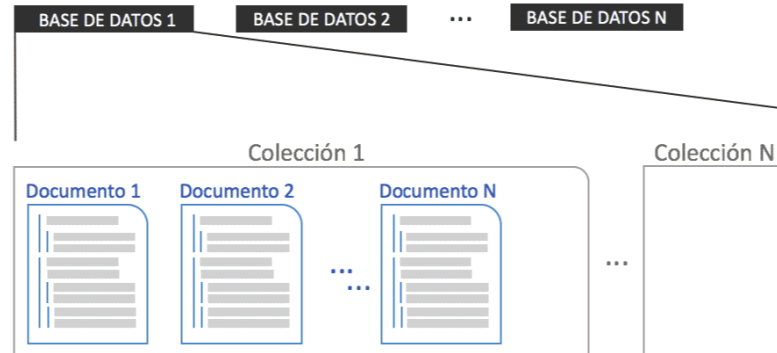 BASE DE DATOS 1 BASE DE DATOS 2 ... BASE DE DATOS N
Colección 1 Colección N
Documento 1 Documento 2 Documento N
... ...
...